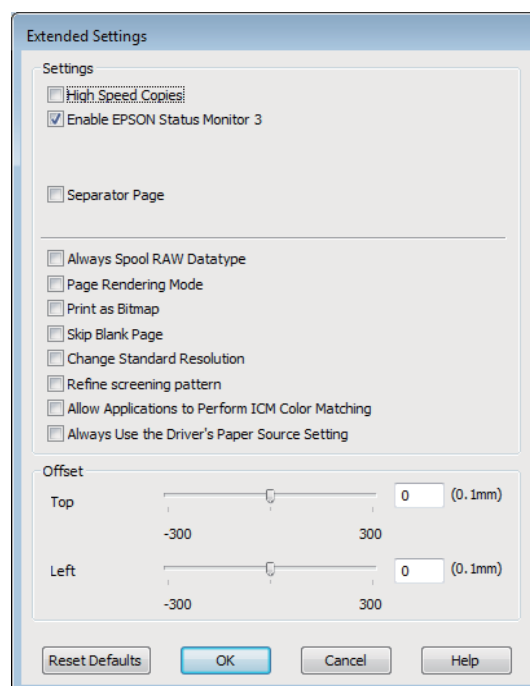 Extended Settings
Settings
High Speed Copies
Enable EPSON Status Monitor 3
Separator Page
Always Spool RAW Datatype
Page Rendering Mode
Print as Bitmap
Skip Blank Page
Change Standard Resolution
Refine screening pattern
Allow Applications to Perform ICM Color Matching
Always Use the Driver's Paper Source Setting
Offset
Top 0 (0.1mm)
-300 300
Left 0 (0.1mm)
-300 300
Reset Defaults OK Cancel Help